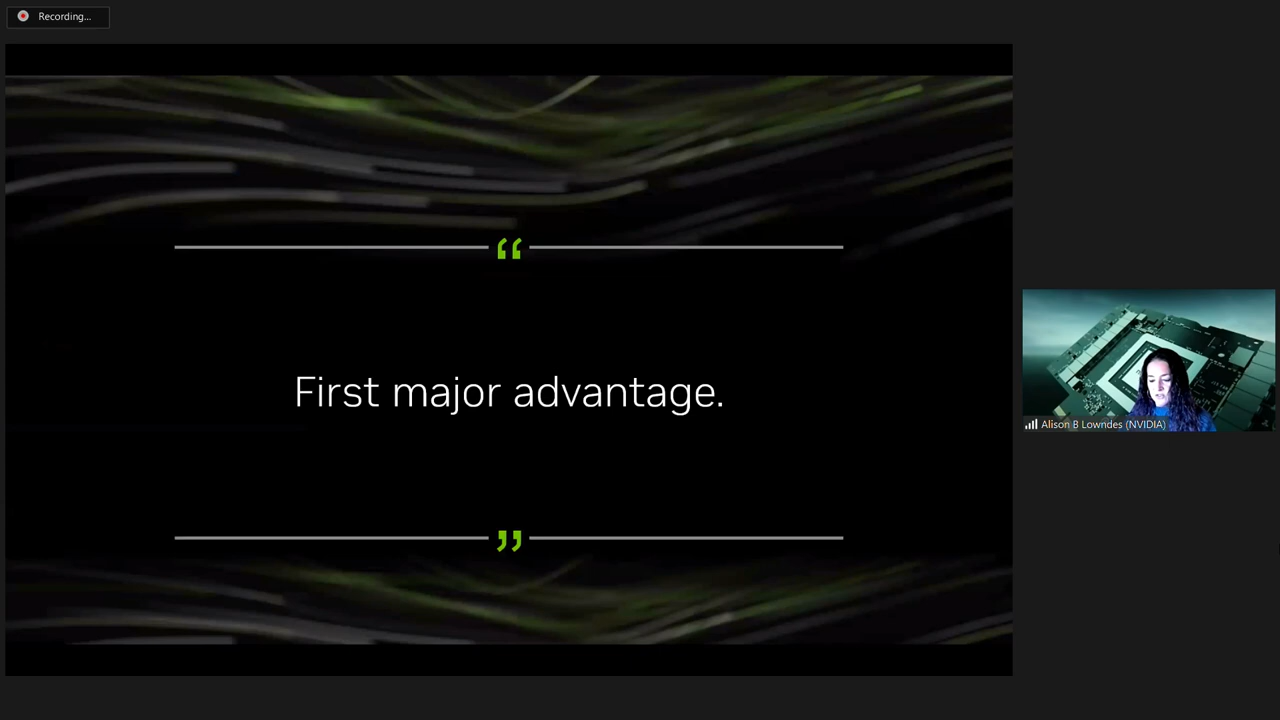 Recording...
“
First major advantage.
”
Alison B Lowndes (NVIDIA)